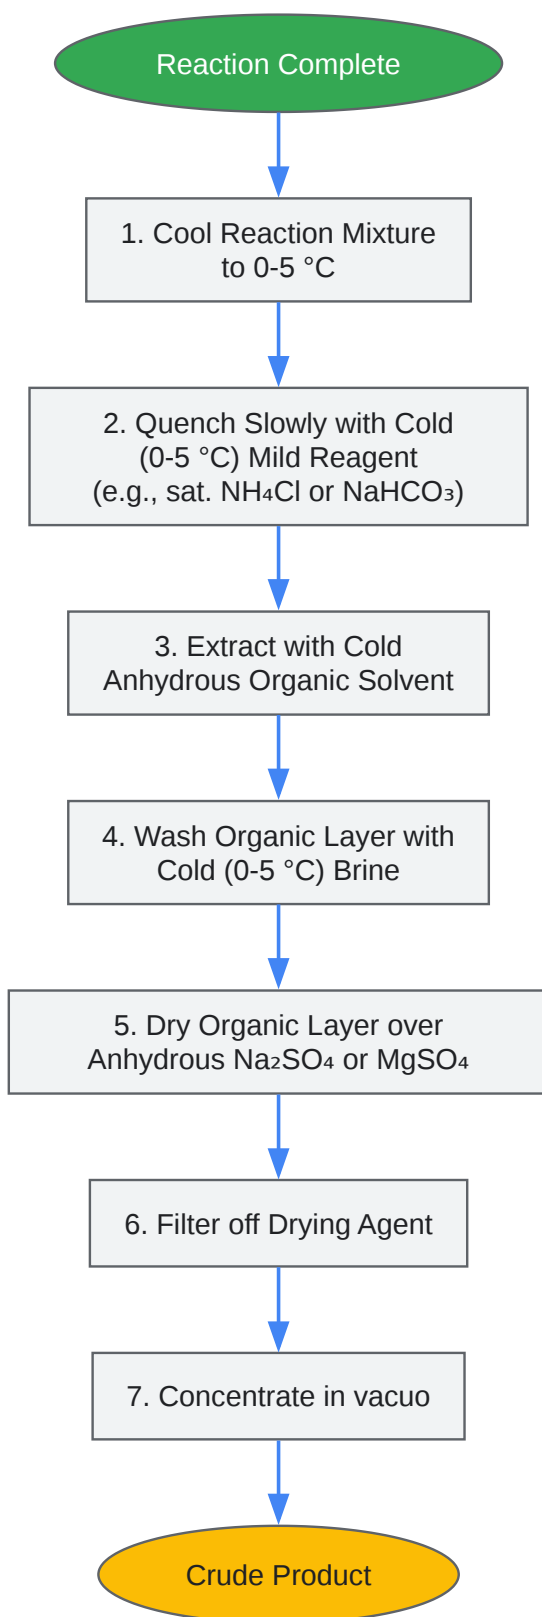 Reaction Complete
1. Cool Reaction Mixture
to 0-5 °C
2. Quench Slowly with Cold
(0-5 °C) Mild Reagent
(e.g., sat. NH₄Cl or NaHCO₃)
3. Extract with Cold
Anhydrous Organic Solvent
4. Wash Organic Layer with
Cold (0-5 °C) Brine
5. Dry Organic Layer over
Anhydrous Na₂SO₄ or MgSO₄
6. Filter off Drying Agent
7. Concentrate in vacuo
Crude Product